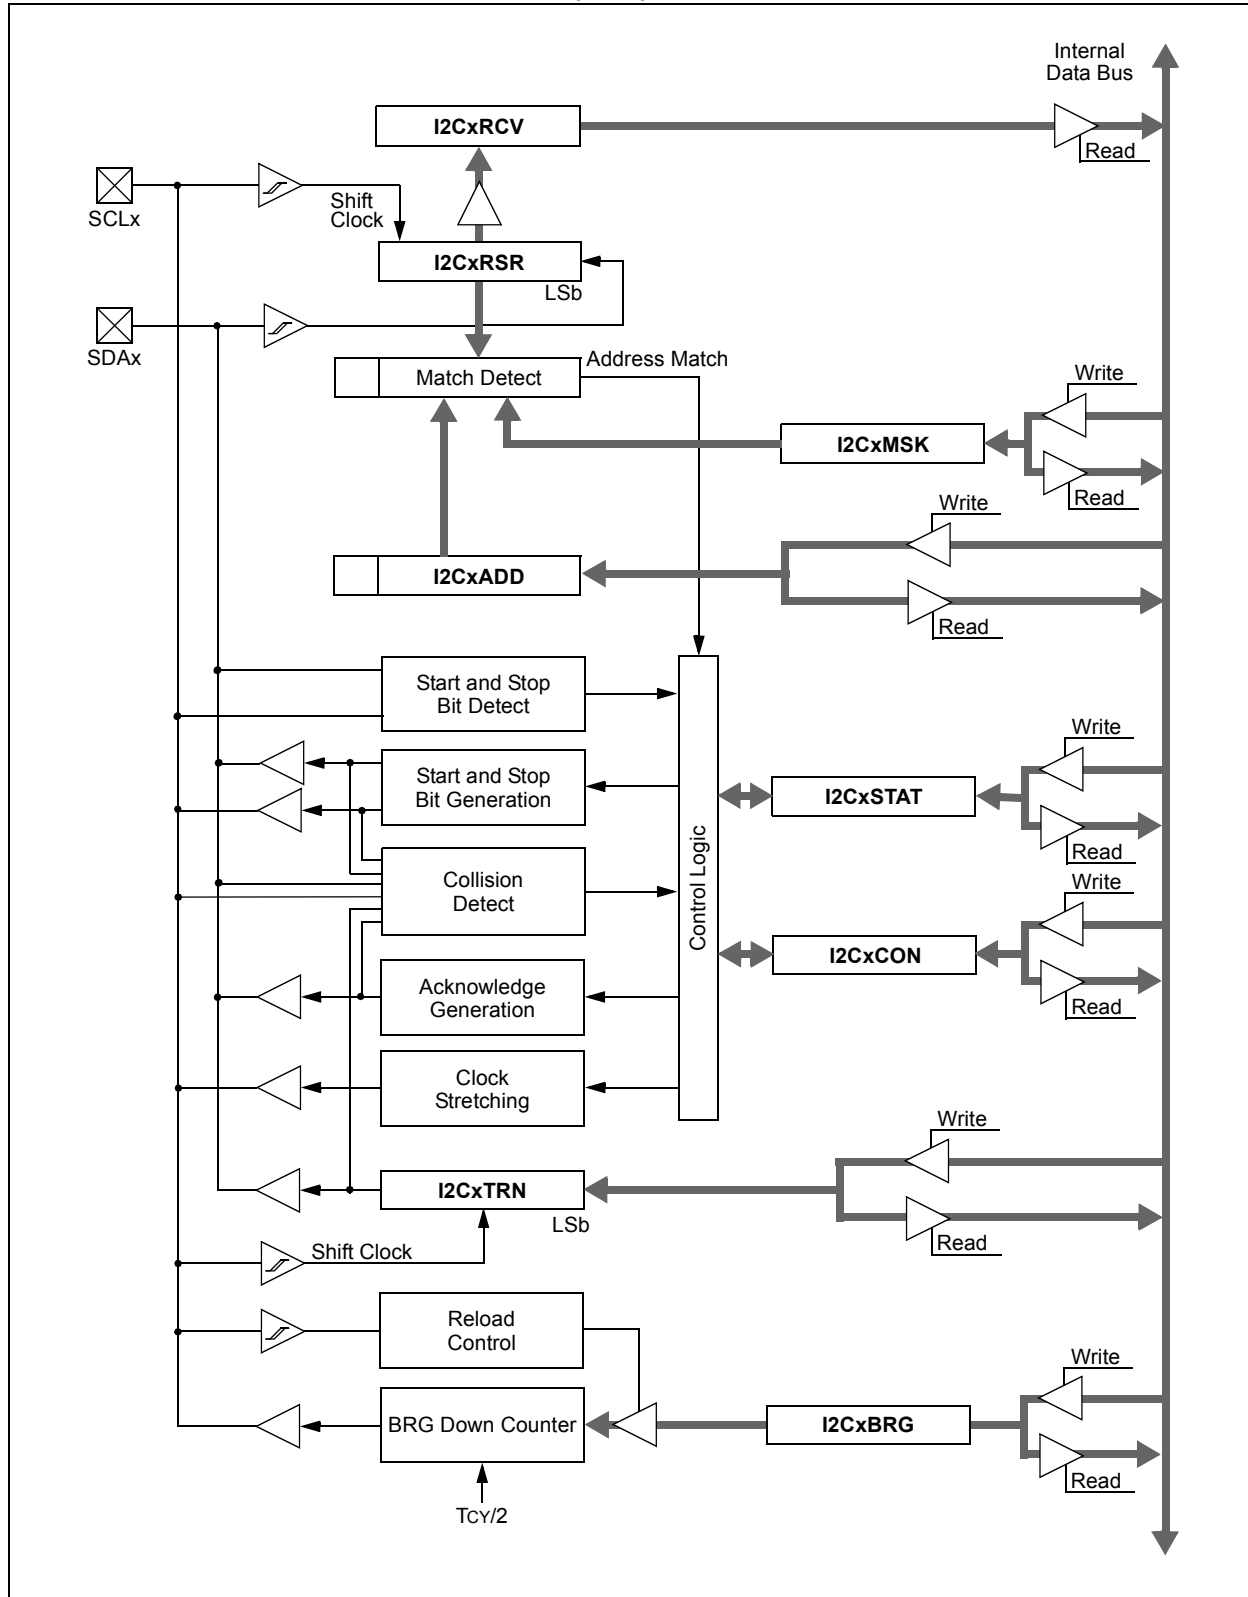 Internal
Data Bus
I2CxRCV
Read
SCLx
Shift
Clock
I2CxRSR
LSb
SDAx
Address Match
Match Detect
Write
I2CxMSK
Read
Write
I2CxADD
Read
Start and Stop
Bit Detect
Write
Start and Stop
Bit Generation
I2CxSTAT
Read
Control Logic
Collision
Detect
Write
I2CxCON
Read
Acknowledge
Generation
Clock
Stretching
Write
I2CxTRN
LSb
Read
Shift Clock
Reload
Control
Write
BRG Down Counter
I2CxBRG
Read
TCY/2